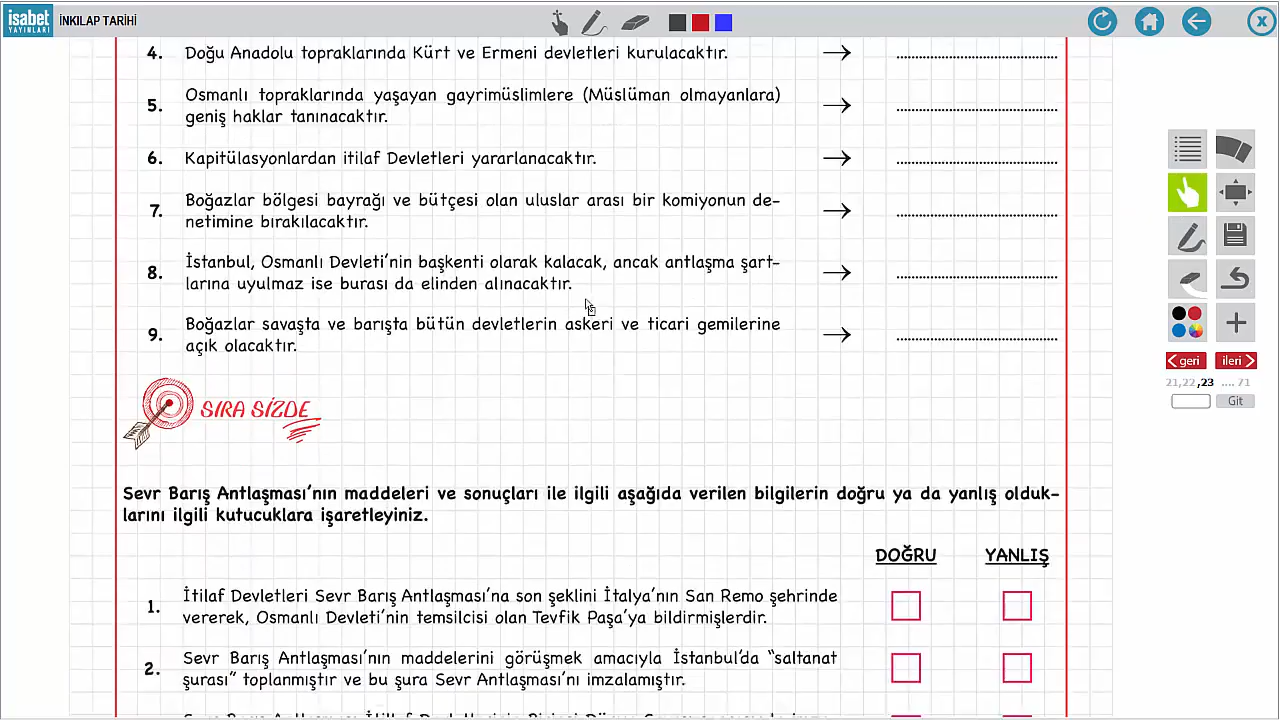 isabet
YAYINLARI
İNKILAP TARİHİ
4. Doğu Anadolu topraklarında Kürt ve Ermeni devletleri kurulacaktır. → ........................................
5. Osmanlı topraklarında yaşayan gayrimüslimlere (Müslüman olmayanlara) → ........................................
geniş haklar tanınacaktır.
6. Kapitülasyonlardan itilaf Devletleri yararlanacaktır. → ........................................
7. Boğazlar bölgesi bayrağı ve bütçesi olan uluslar arası bir komiyonun de- → ........................................
netimine bırakılacaktır.
8. İstanbul, Osmanlı Devleti'nin başkenti olarak kalacak, ancak antlaşma şart- → ........................................
larına uyulmaz ise burası da elinden alınacaktır.
9. Boğazlar savaşta ve barışta bütün devletlerin askeri ve ticari gemilerine → ........................................
açık olacaktır.
geri ileri
21,22,23 .... 71
Git
SIRA SİZDE
Sevr Barış Antlaşması'nın maddeleri ve sonuçları ile ilgili aşağıda verilen bilgilerin doğru ya da yanlış olduk-
larını ilgili kutucuklara işaretleyiniz.
DOĞRU YANLIŞ
1. İtilaf Devletleri Sevr Barış Antlaşması'na son şeklini İtalya'nın San Remo şehrinde
vererek, Osmanlı Devleti'nin temsilcisi olan Tevfik Paşa'ya bildirmişlerdir.
2. Sevr Barış Antlaşması'nın maddelerini görüşmek amacıyla İstanbul'da "saltanat
şurası" toplanmıştır ve bu şura Sevr Antlaşması'nı imzalamıştır.